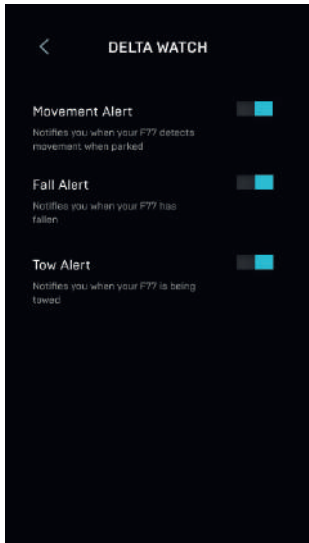 DELTA WATCH
Movement Alert
Notifies you when your F77 detects
movement when parked
Fall Alert
Notifies you when your F77 has
fallen
Tow Alert
Notifies you when your F77 is being
towed